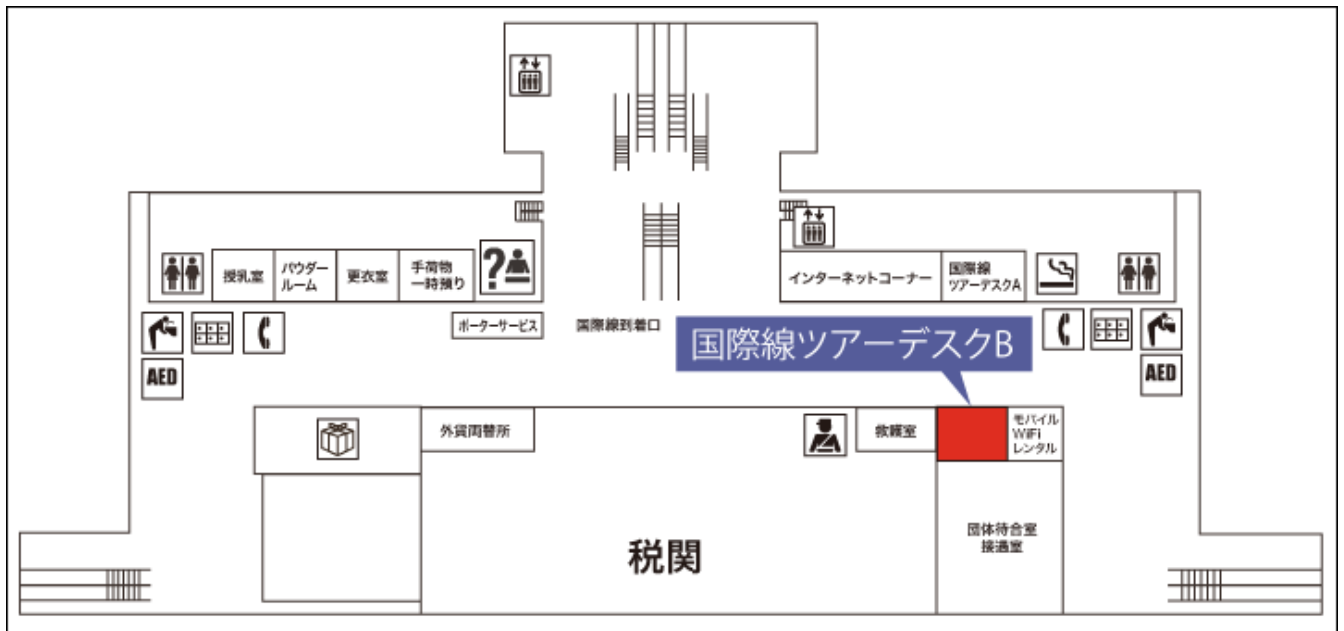 授乳室
パウダー
ルーム
更衣室
手荷物
一時預り
?
インターネットコーナー
国際線
ツアーデスクA
ポーターサービス
国際線到着口
国際線ツアーデスクB
AED
AED
外貨両替所
救護室
モバイル
WiFi
レンタル
税関
団体待合室
接遇室